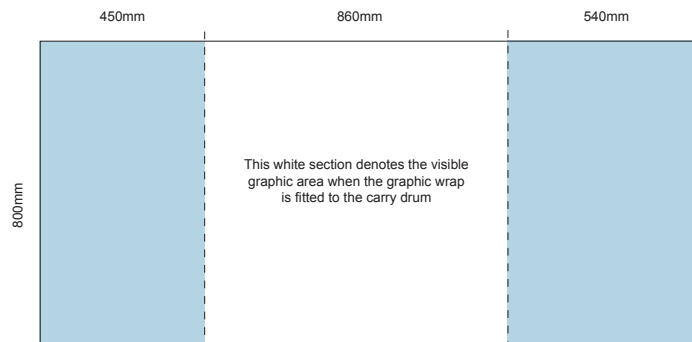 450mm
860mm
540mm
This white section denotes the visible
graphic area when the graphic wrap
is fitted to the carry drum
800mm